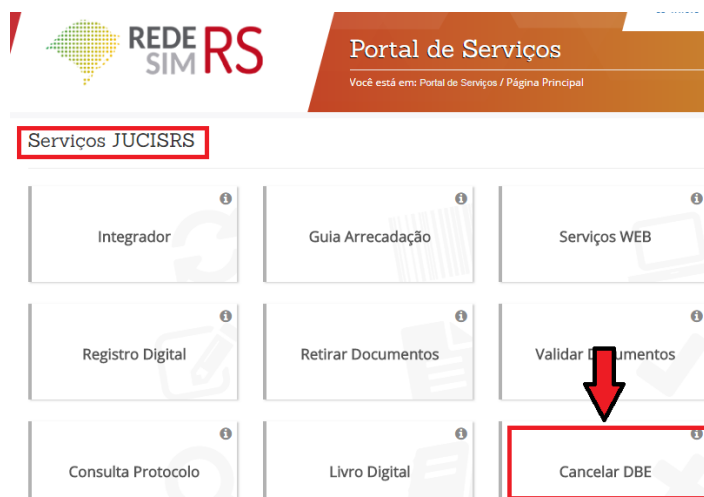 REDE
SIM RS
Portal de Serviços
Você está em: Portal de Serviços / Página Principal
Serviços JUCISRS
Integrador
Guia Arrecadação
Serviços WEB
Registro Digital
Retirar Documentos
Validar
Consulta Protocolo
Livro Digital
Cancelar DBE